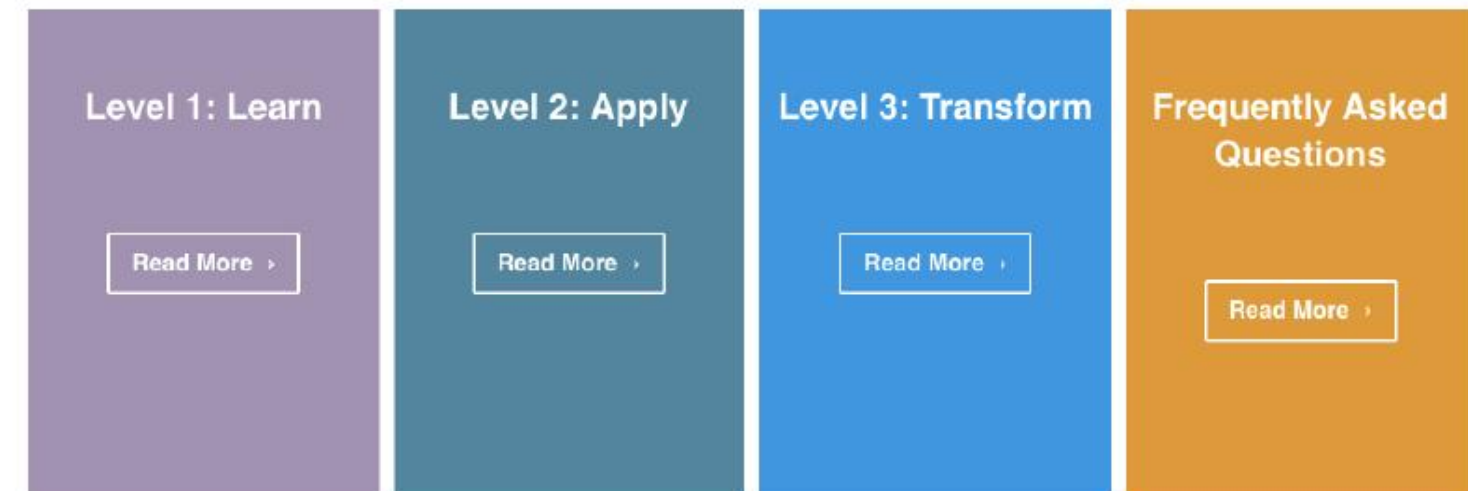 Level 1: Learn
Read More ›
Level 2: Apply
Read More ›
Level 3: Transform
Read More ›
Frequently Asked
Questions
Read More ›